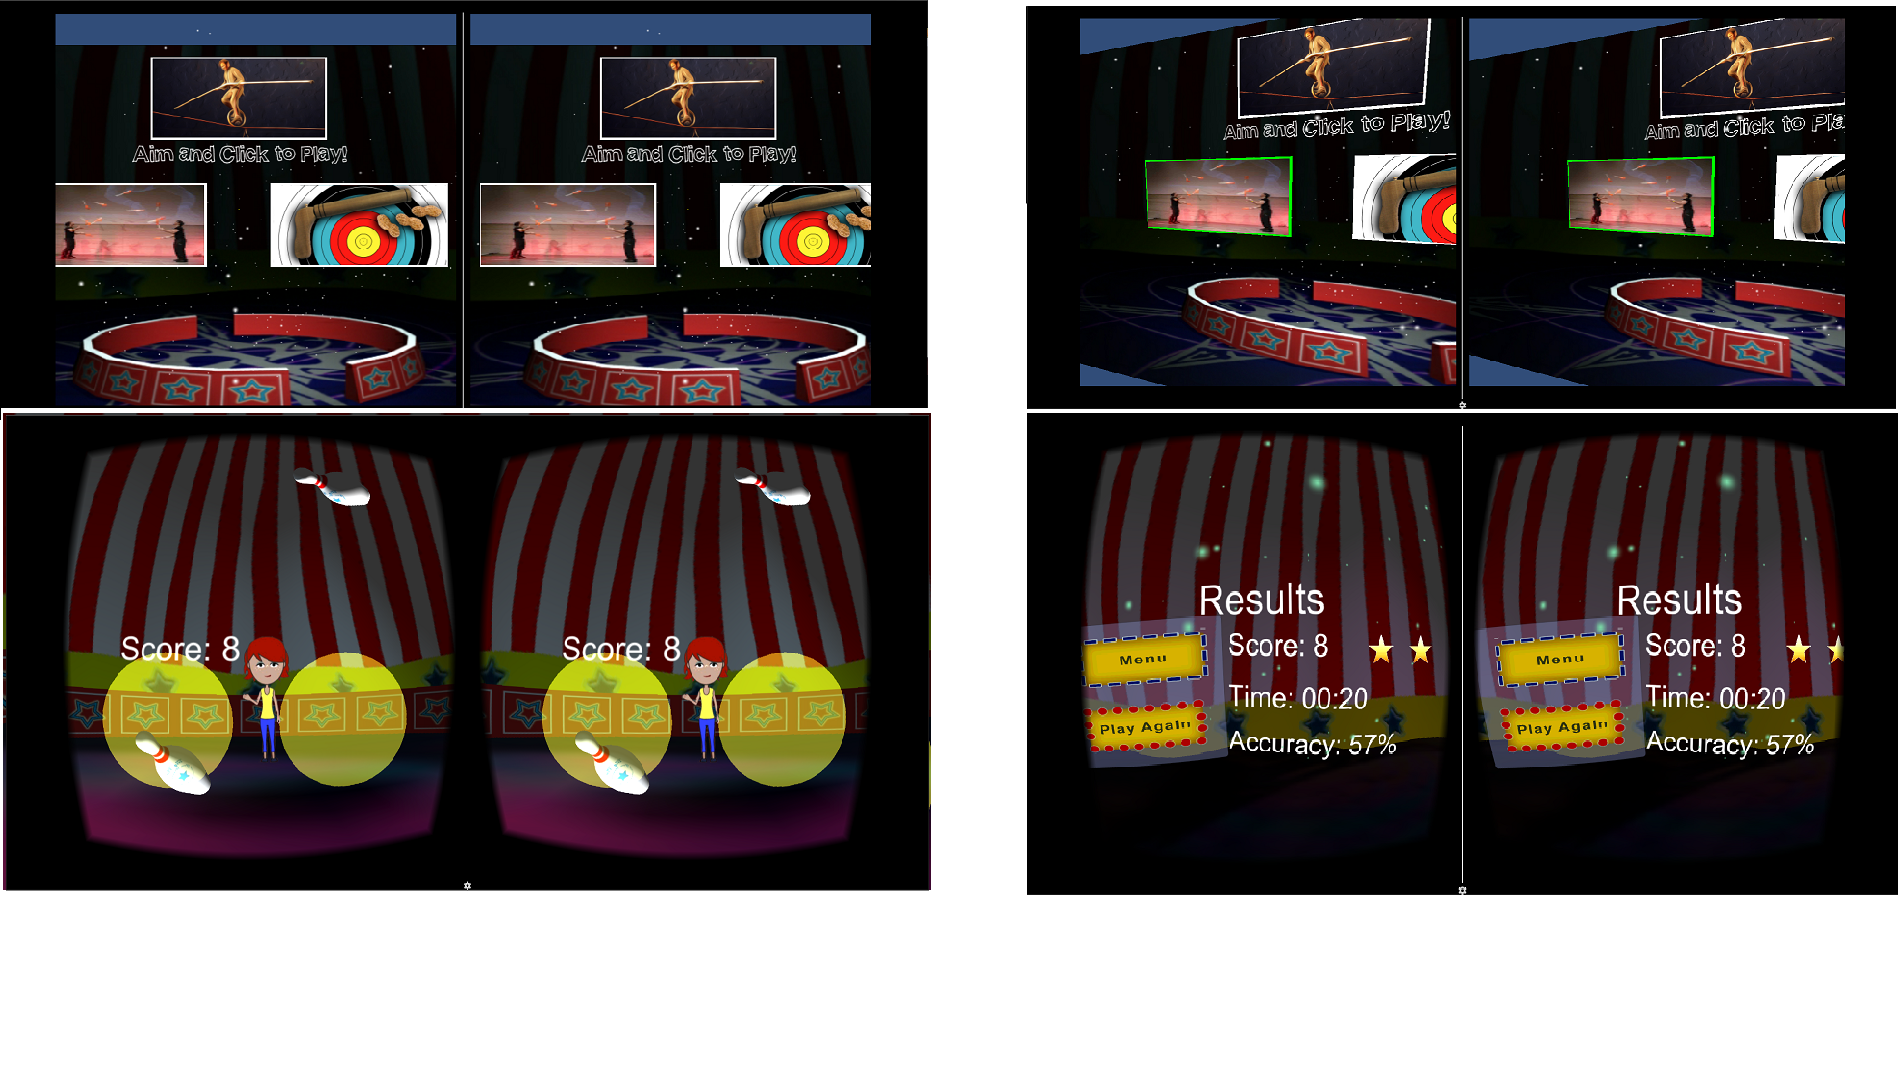 Aim and Click to Play!
Aim and Click to Play!
Aim and Click to Play!
Aim and Click to Pla
Score: 8
Score: 8
Results
Score: 8
Menu
Time: 00:20
Play Again
Accuracy: 57%
Results
Score: 8
Menu
Time: 00:20
Play Again
Accuracy: 57%